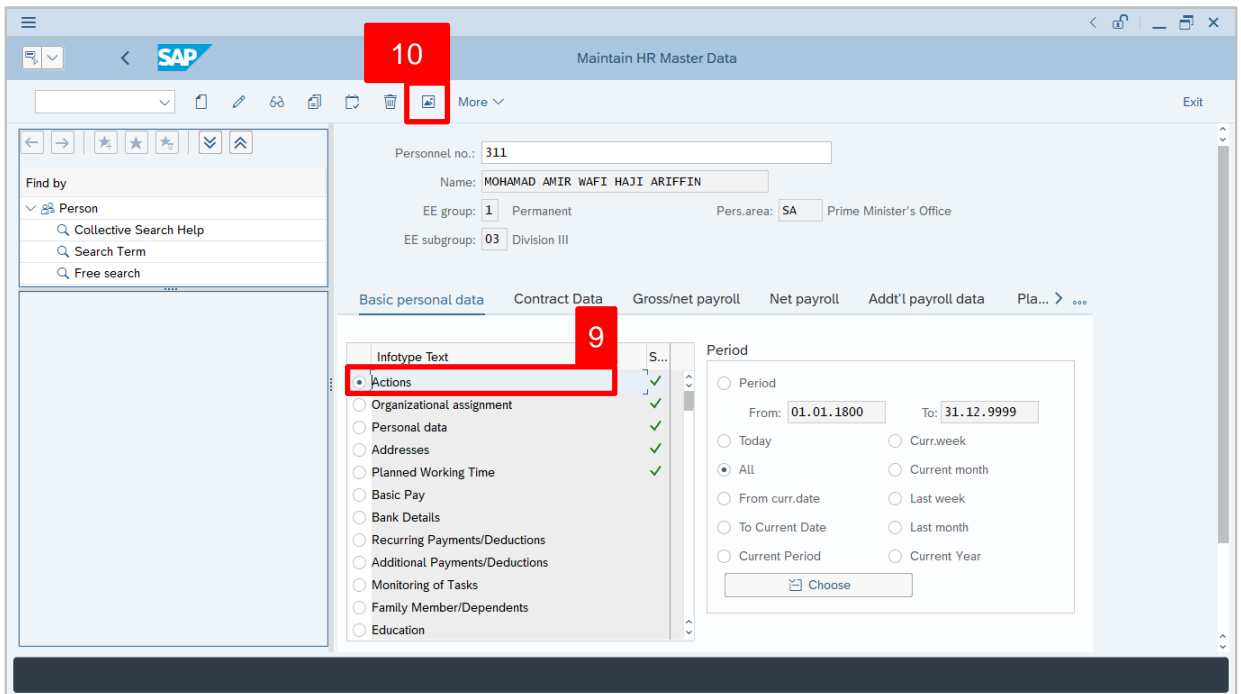 SAP
10
Maintain HR Master Data
More
Exit
Find by
Person
Collective Search Help
Search Term
Free search
Personnel no.: 311
Name: MOHAMAD AMIR WAFI HAJI ARIFFIN
EE group: 1 Permanent Pers.area: SA Prime Minister's Office
EE subgroup: 03 Division III
Basic personal data Contract Data Gross/net payroll Net payroll Addt'l payroll data Pla...
9
Infotype Text S...
Actions
Organizational assignment
Personal data
Addresses
Planned Working Time
Basic Pay
Bank Details
Recurring Payments/Deductions
Additional Payments/Deductions
Monitoring of Tasks
Family Member/Dependents
Education
Period
Period
From: 01.01.1800 To: 31.12.9999
Today Curr.week
All Current month
From curr.date Last week
To Current Date Last month
Current Period Current Year
Choose